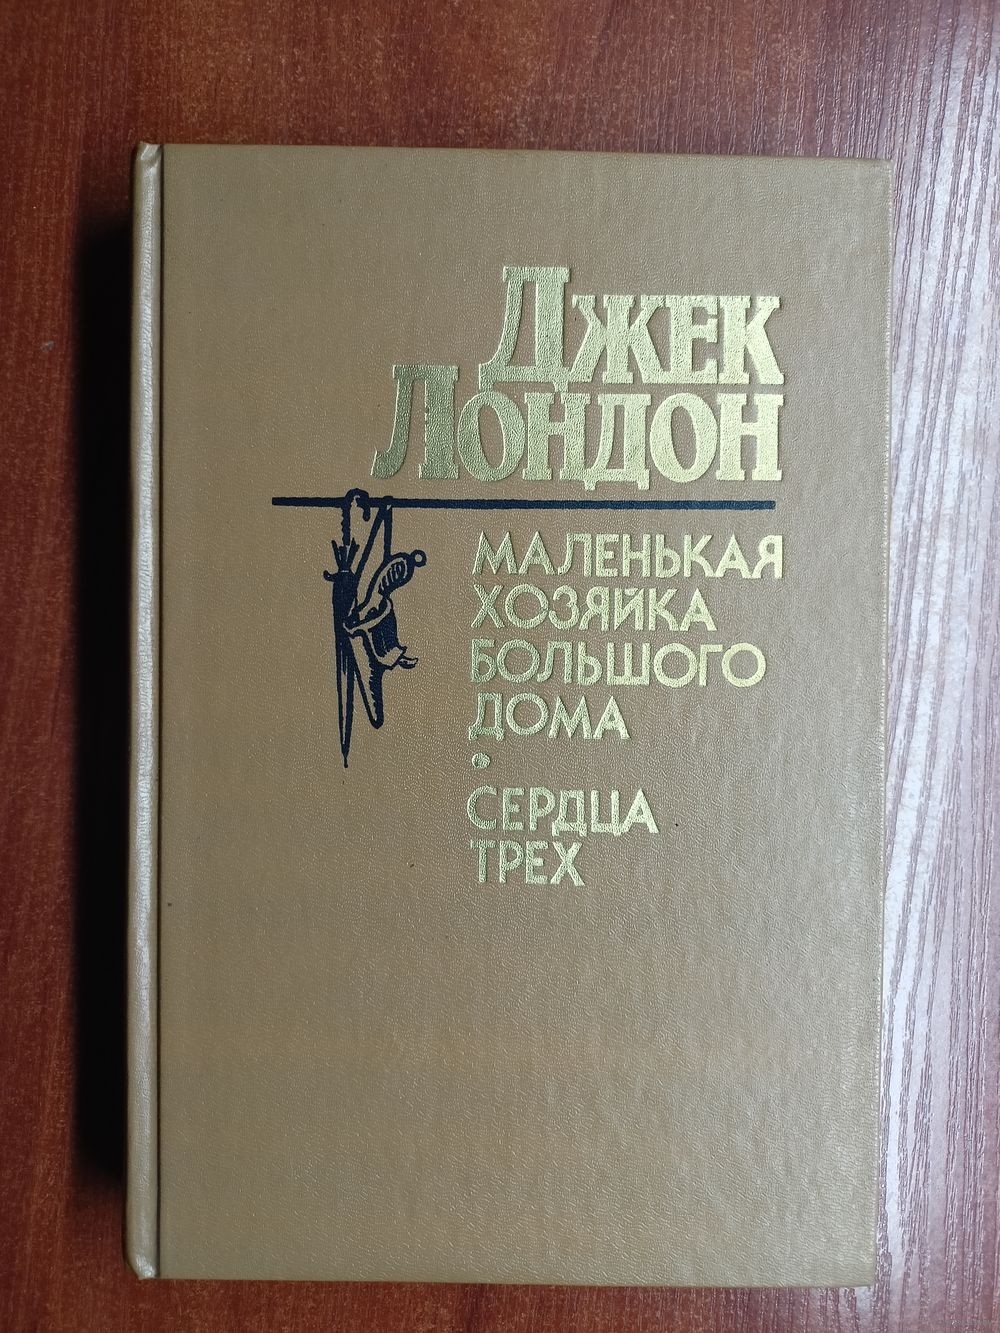 ДЖЕК
ЛОНДОН
МАЛЕНЬКАЯ
ХОЗЯЙКА
БОЛЬШОГО
ДОМА
•
СЕРДЦА
ТРЕХ